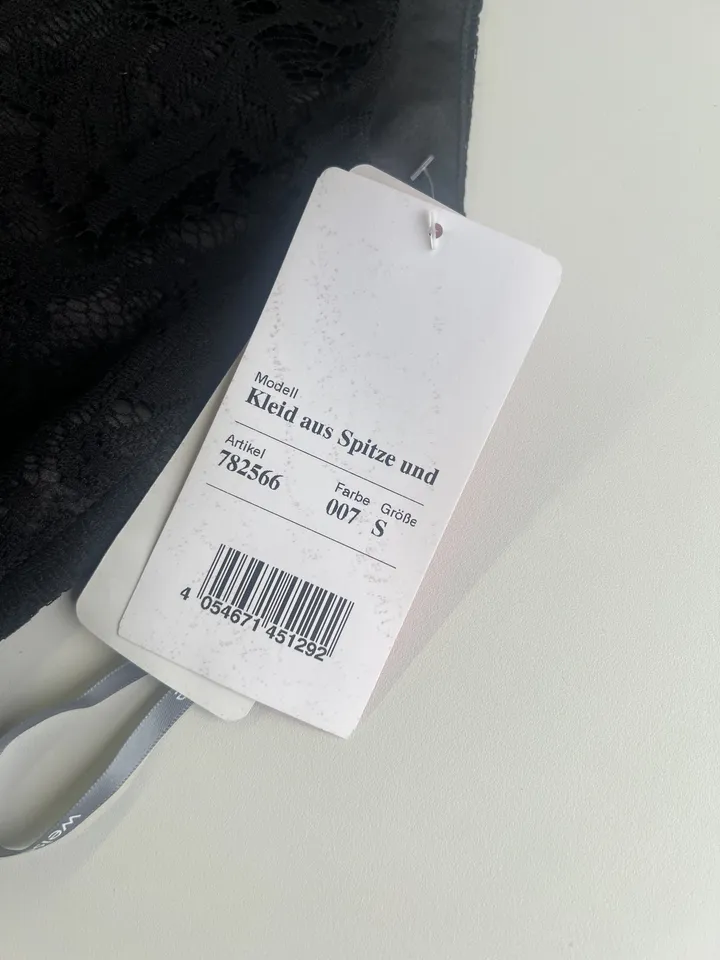 Modell
Kleid aus Spitze und
Artikel
782566
Farbe Größe
007 S
4 054671 451292